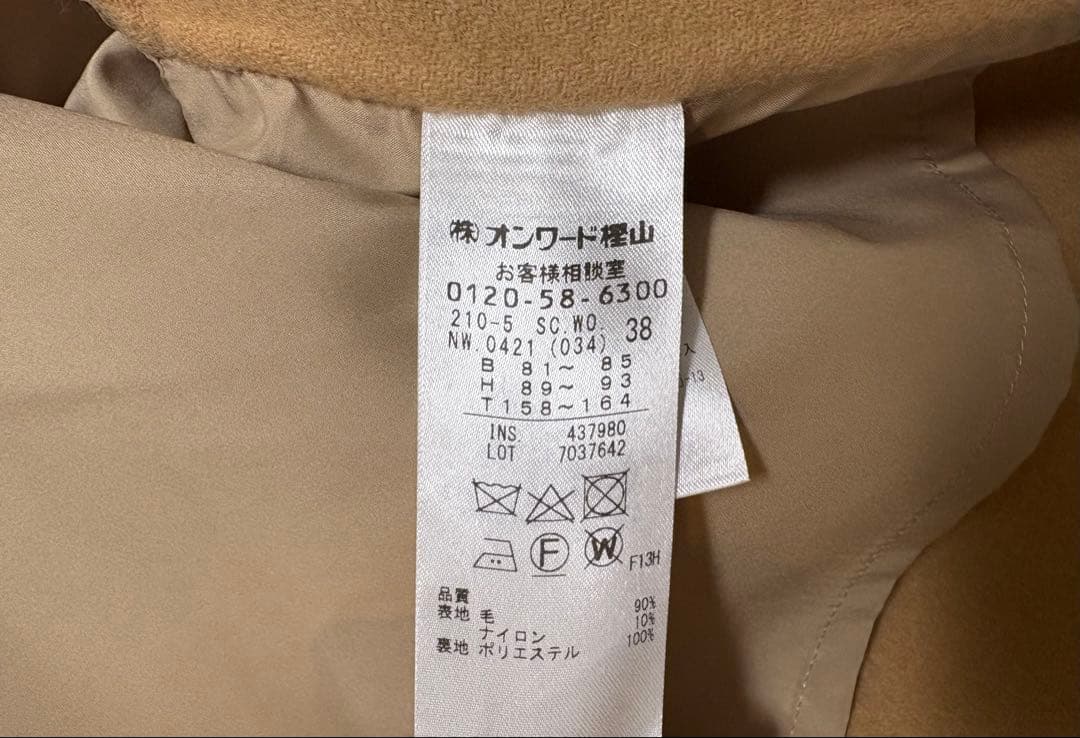 ㈱オンワード樫山
お客様相談室
0120-58-6300
210-5 SC.WO. 38
NW.0421 (034)
B 81～ 85
H 89～ 93
T158～164
INS. 437980
LOT 7037642
F
W
F13H
品質
表地 毛 90%
ナイロン 10%
裏地 ポリエステル 100%
入
-13